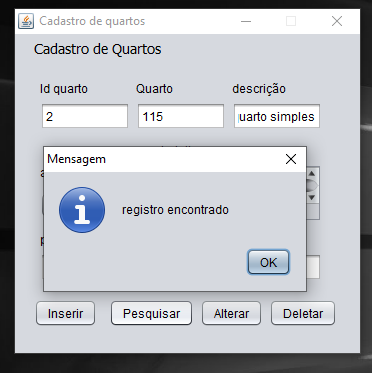 Cadastro de quartos
Cadastro de Quartos
Id quarto Quarto descrição
2 115 uarto simples
Mensagem
registro encontrado
OK
Inserir Pesquisar Alterar Deletar